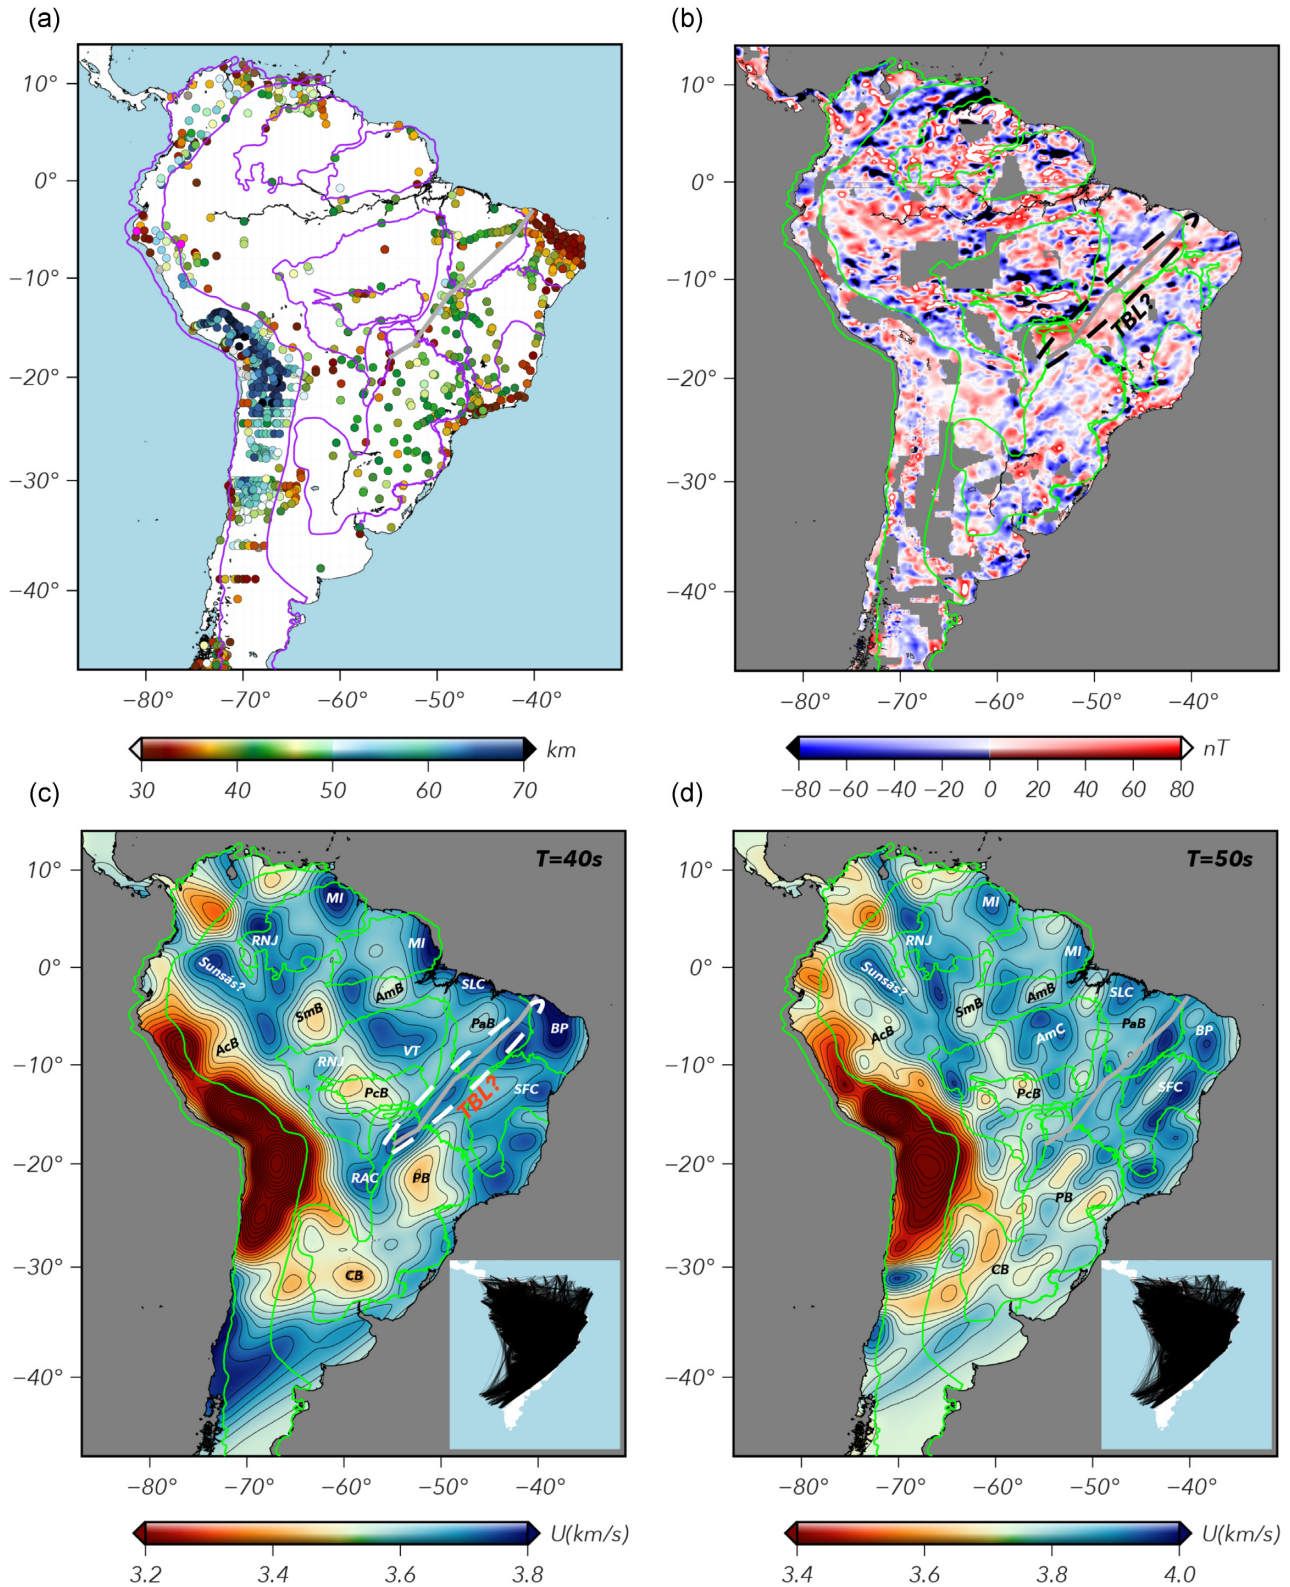 (a)
10°
0°
−10°
−20°
−30°
−40°
−80° −70° −60° −50° −40°
km
30 40 50 60 70
(b)
TBL?
10°
0°
−10°
−20°
−30°
−40°
−80° −70° −60° −50° −40°
nT
−80 −60 −40 −20 0 20 40 60 80
(c)
T=40s
10°
0°
−10°
−20°
−30°
−40°
MI
RNJ
MI
Sunsás?
SLC
AmB
SmB
PaB
BP
AcB
VT
RNJ
PcB
SFC
TBL?
RAC
PB
CB
−80° −70° −60° −50° −40°
U(km/s)
3.2 3.4 3.6 3.8
(d)
T=50s
10°
0°
−10°
−20°
−30°
−40°
MI
RNJ
MI
Sunsás?
SLC
AmB
SmB
PaB
BP
AcB
AmC
PcB
SFC
PB
CB
−80° −70° −60° −50° −40°
U(km/s)
3.4 3.6 3.8 4.0